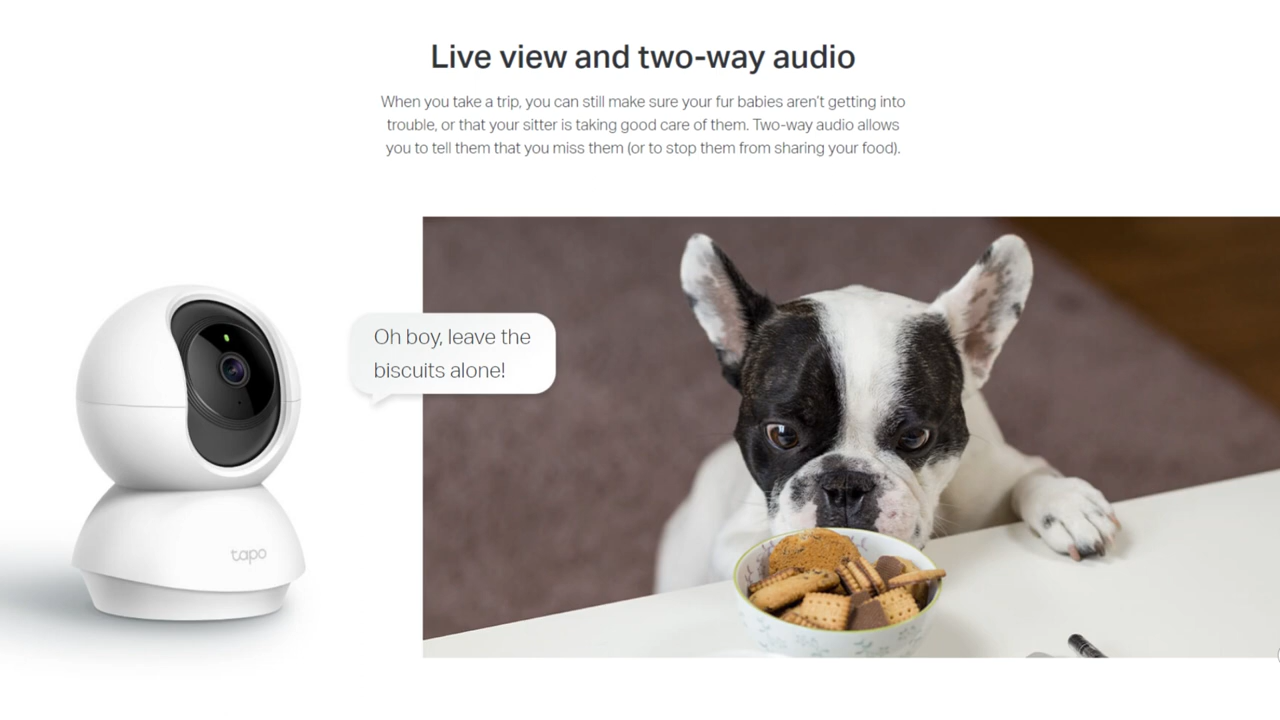 Live view and two-way audio
When you take a trip, you can still make sure your fur babies aren't getting into
trouble, or that your sitter is taking good care of them. Two-way audio allows
you to tell them that you miss them (or to stop them from sharing your food).
Oh boy, leave the
biscuits alone!
tapo